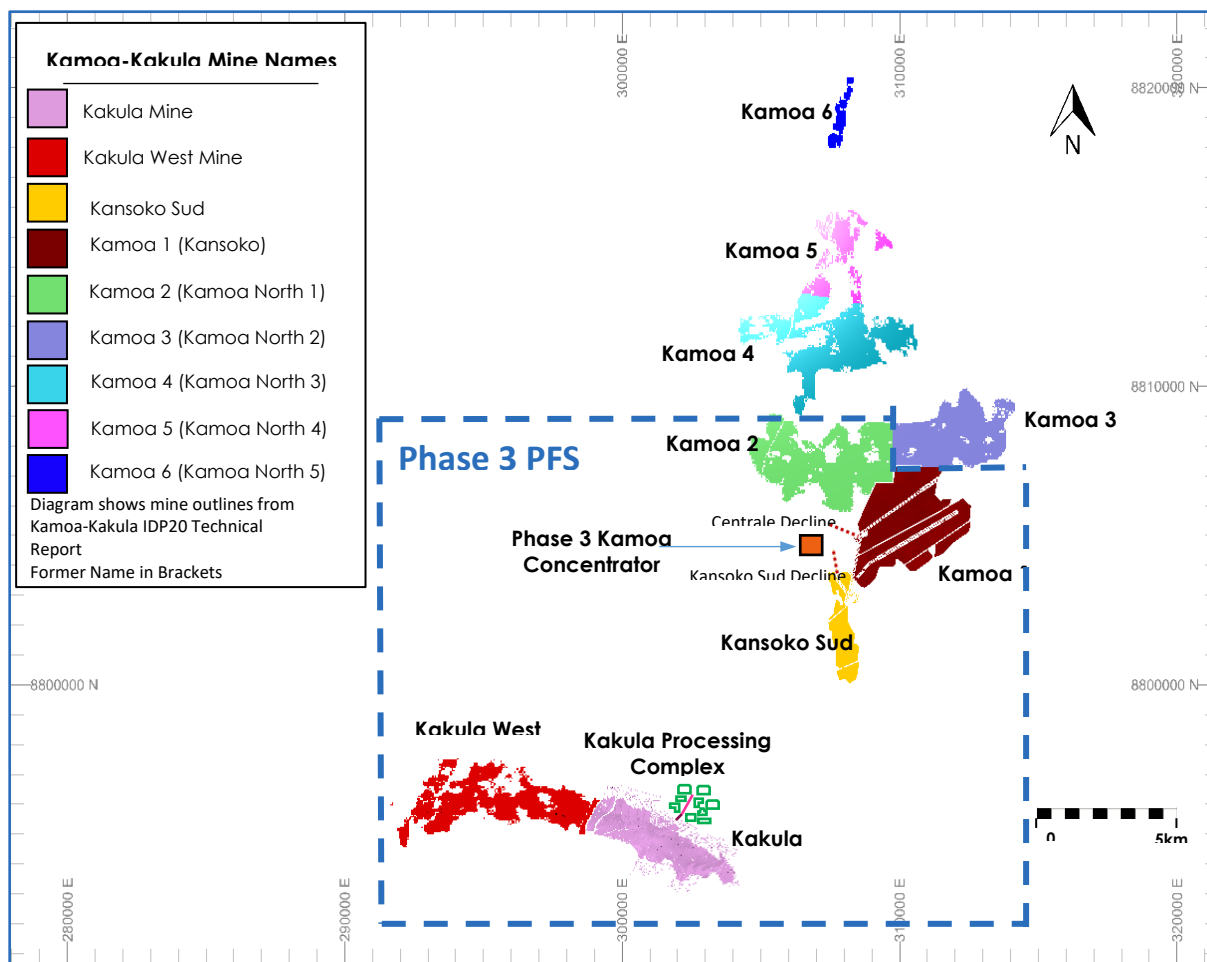 Kamoa-Kakula Mine Names
Kakula Mine
Kakula West Mine
Kansoko Sud
Kamoa 1 (Kansoko)
Kamoa 2 (Kamoa North 1)
Kamoa 3 (Kamoa North 2)
Kamoa 4 (Kamoa North 3)
Kamoa 5 (Kamoa North 4)
Kamoa 6 (Kamoa North 5)
Diagram shows mine outlines from
Kamoa-Kakula IDP20 Technical
Report
Former Name in Brackets
300000 E
310000 E
8820000 N
8820000 N
N
Kamoa 6
Kamoa 5
Kamoa 4
8810000 N
Kamoa 3
Kamoa 2
Phase 3 PFS
Centrale Decline
Phase 3 Kamoa
Concentrator
Kansoko Sud Decline
Kamoa 1
Kansoko Sud
8800000 N
8800000 N
Kakula West
Kakula Processing
Complex
Kakula
0
5km
280000 E
290000 E
300000 E
310000 E
320000 E